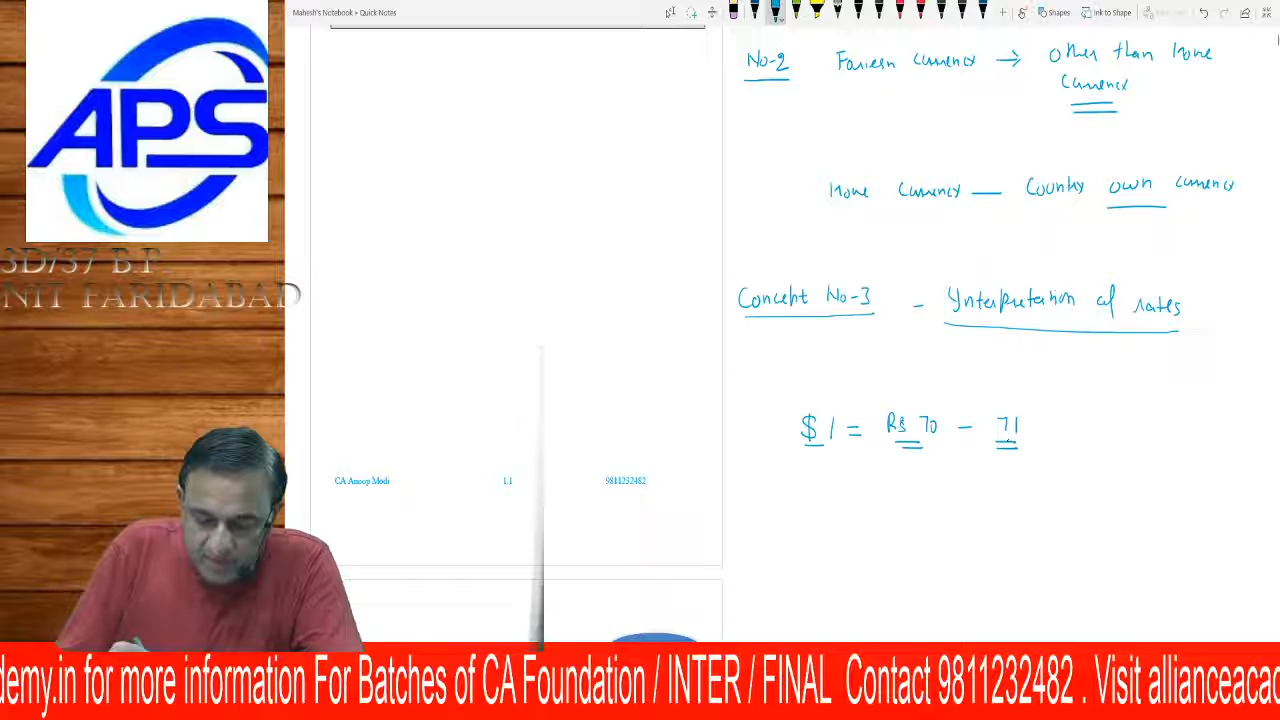 Mahesh's Notebook » Quick Notes
Shapes
Ink to Shape
APS
3D/37 B.P.
NIT FARIDABAD
No-2 Foriegn currency → Other than Home
Currency
Home Currency — Country own currency
Concept No-3 - Interpretation of rates
$ 1 = Rs 70 - 71
CA Anoop Modi 1.1 9811232482
demy.in for more information For Batches of CA Foundation / INTER / FINAL Contact 9811232482 . Visit allianceacad